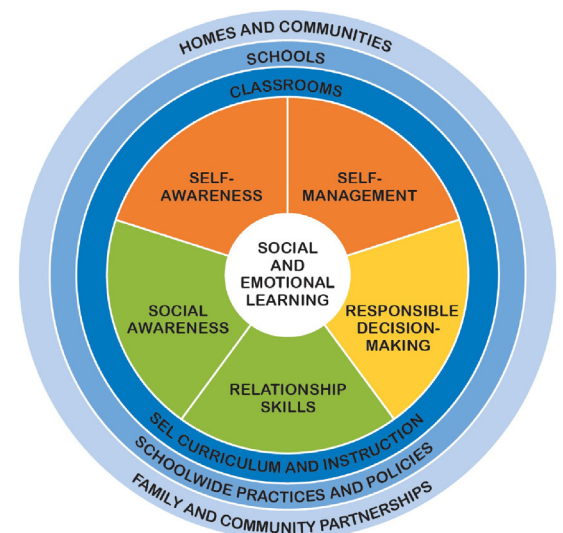 HOMES AND COMMUNITIES
SCHOOLS
CLASSROOMS
SELF-
AWARENESS
SELF-
MANAGEMENT
SOCIAL
AND
EMOTIONAL
LEARNING
SOCIAL
AWARENESS
RESPONSIBLE
DECISION-
MAKING
RELATIONSHIP
SKILLS
SEL CURRICULUM AND INSTRUCTION
SCHOOLWIDE PRACTICES AND POLICIES
FAMILY AND COMMUNITY PARTNERSHIPS